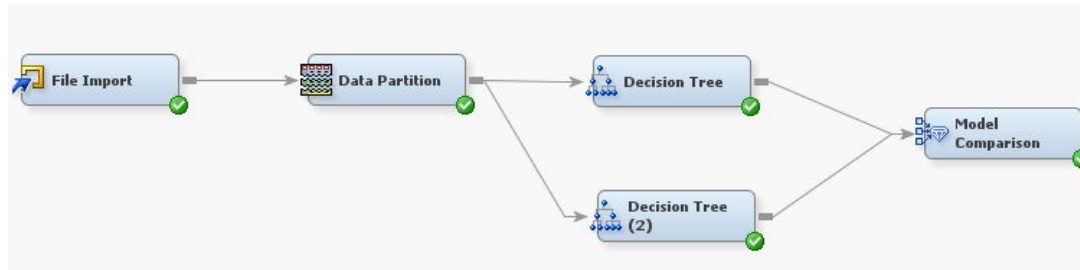 File Import
Data Partition
Decision Tree
Decision Tree
(2)
Model
Comparison